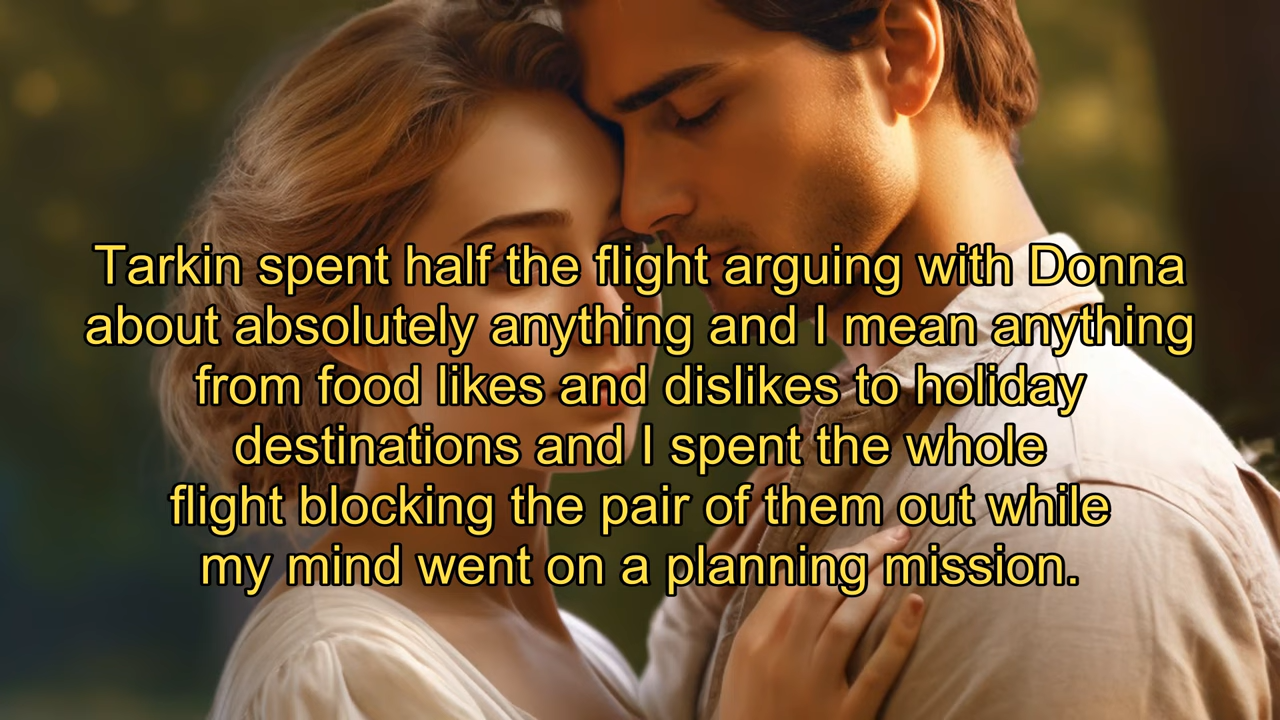 Tarkin spent half the flight arguing with Donna
about absolutely anything and I mean anything
from food likes and dislikes to holiday
destinations and I spent the whole
flight blocking the pair of them out while
my mind went on a planning mission.